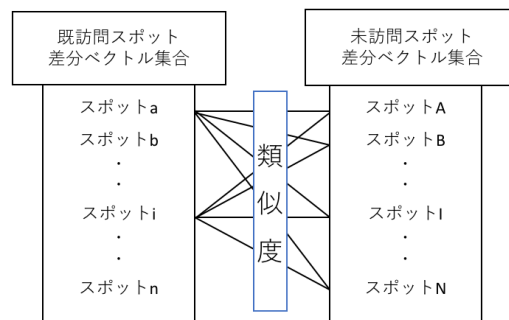 既訪問スポット
差分ベクトル集合
スポットa
スポットb
・
・
スポットi
・
・
スポットn
類似度
未訪問スポット
差分ベクトル集合
スポットA
スポットB
・
・
スポットI
・
・
スポットN